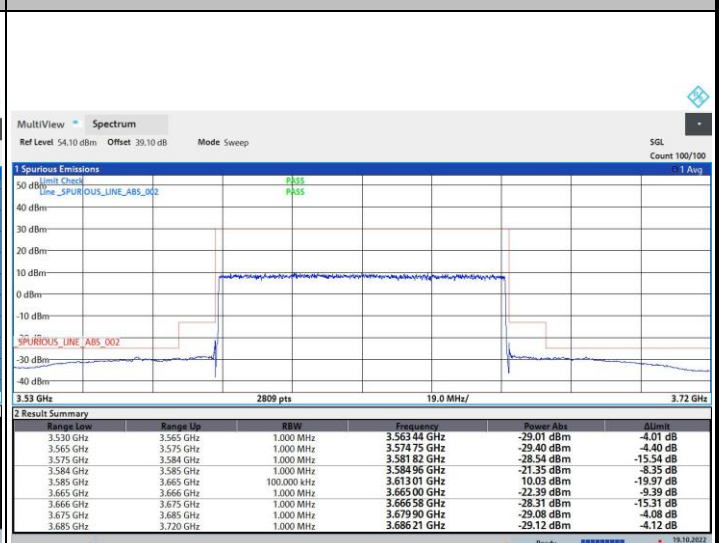 MultiView Spectrum
Ref Level 54.10 dBm Offset 39.10 dB Mode Sweep SGL
Count 100/100
1 Spurious Emissions 1 Avg
Limit Check PASS
50 dBm
Line _SPURIOUS_LINE_ABS_002 PASS
40 dBm
30 dBm
20 dBm
10 dBm
0 dBm
-10 dBm
SPURIOUS_LINE_ABS_002
-30 dBm
-40 dBm
3.53 GHz 2809 pts 19.0 MHz/ 3.72 GHz
2 Result Summary
Range Low Range Up RBW Frequency Power Abs ΔLimit
3.530 GHz 3.565 GHz 1.000 MHz 3.563 44 GHz -29.01 dBm -4.01 dB
3.565 GHz 3.575 GHz 1.000 MHz 3.574 75 GHz -29.40 dBm -4.40 dB
3.575 GHz 3.584 GHz 1.000 MHz 3.581 82 GHz -28.54 dBm -15.54 dB
3.584 GHz 3.585 GHz 1.000 MHz 3.584 96 GHz -21.35 dBm -8.35 dB
3.585 GHz 3.665 GHz 100.000 kHz 3.613 01 GHz 10.03 dBm -19.97 dB
3.665 GHz 3.666 GHz 1.000 MHz 3.665 00 GHz -22.39 dBm -9.39 dB
3.666 GHz 3.675 GHz 1.000 MHz 3.666 58 GHz -28.31 dBm -15.31 dB
3.675 GHz 3.685 GHz 1.000 MHz 3.679 90 GHz -29.08 dBm -4.08 dB
3.685 GHz 3.720 GHz 1.000 MHz 3.686 21 GHz -29.12 dBm -4.12 dB
Ready 19.10.2022